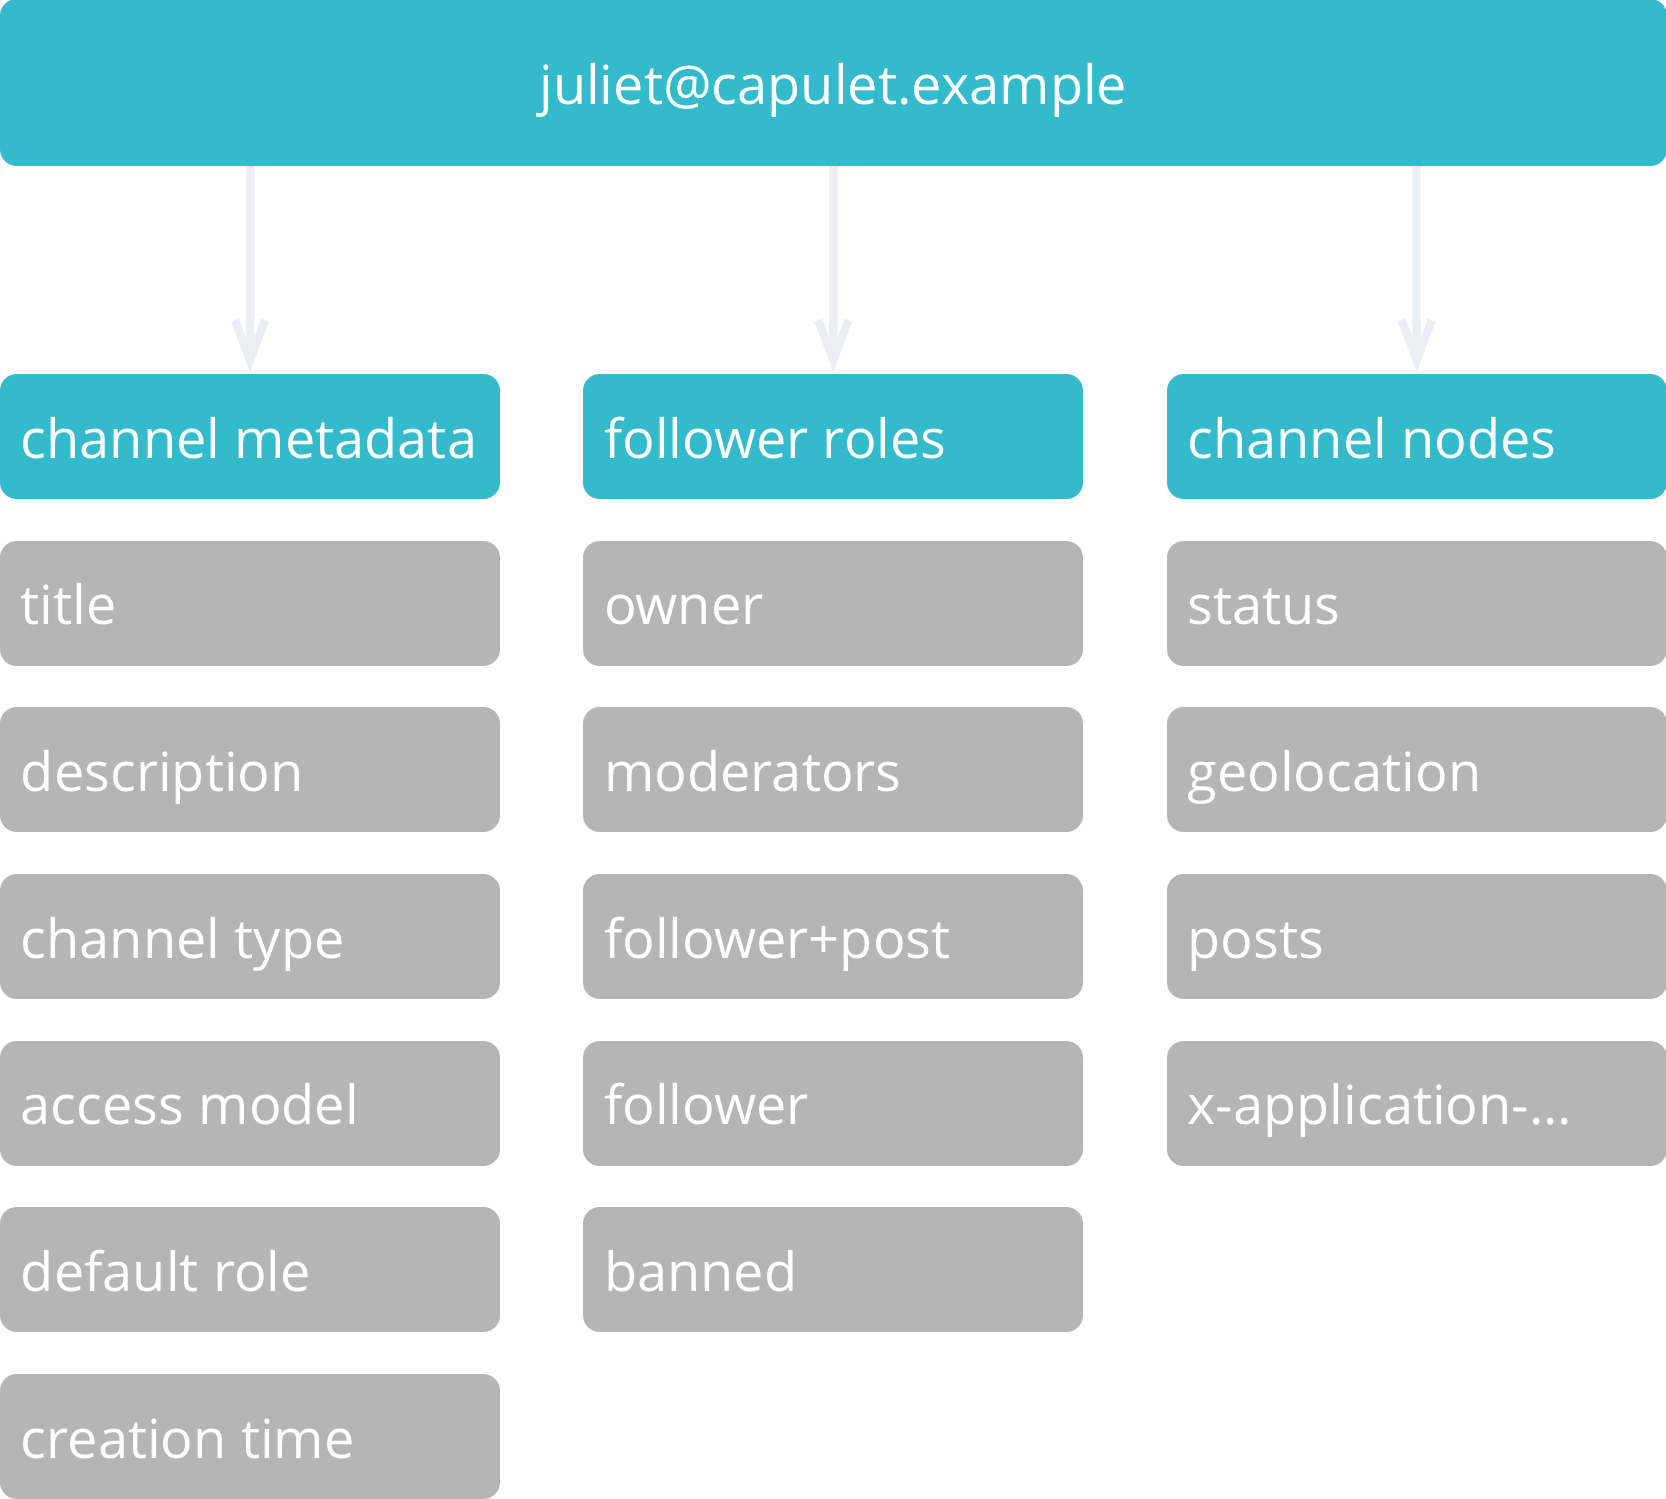 juliet@capulet.example
channel metadata
title
description
channel type
access model
default role
creation time
follower roles
owner
moderators
follower+post
follower
banned
channel nodes
status
geolocation
posts
x-application-...